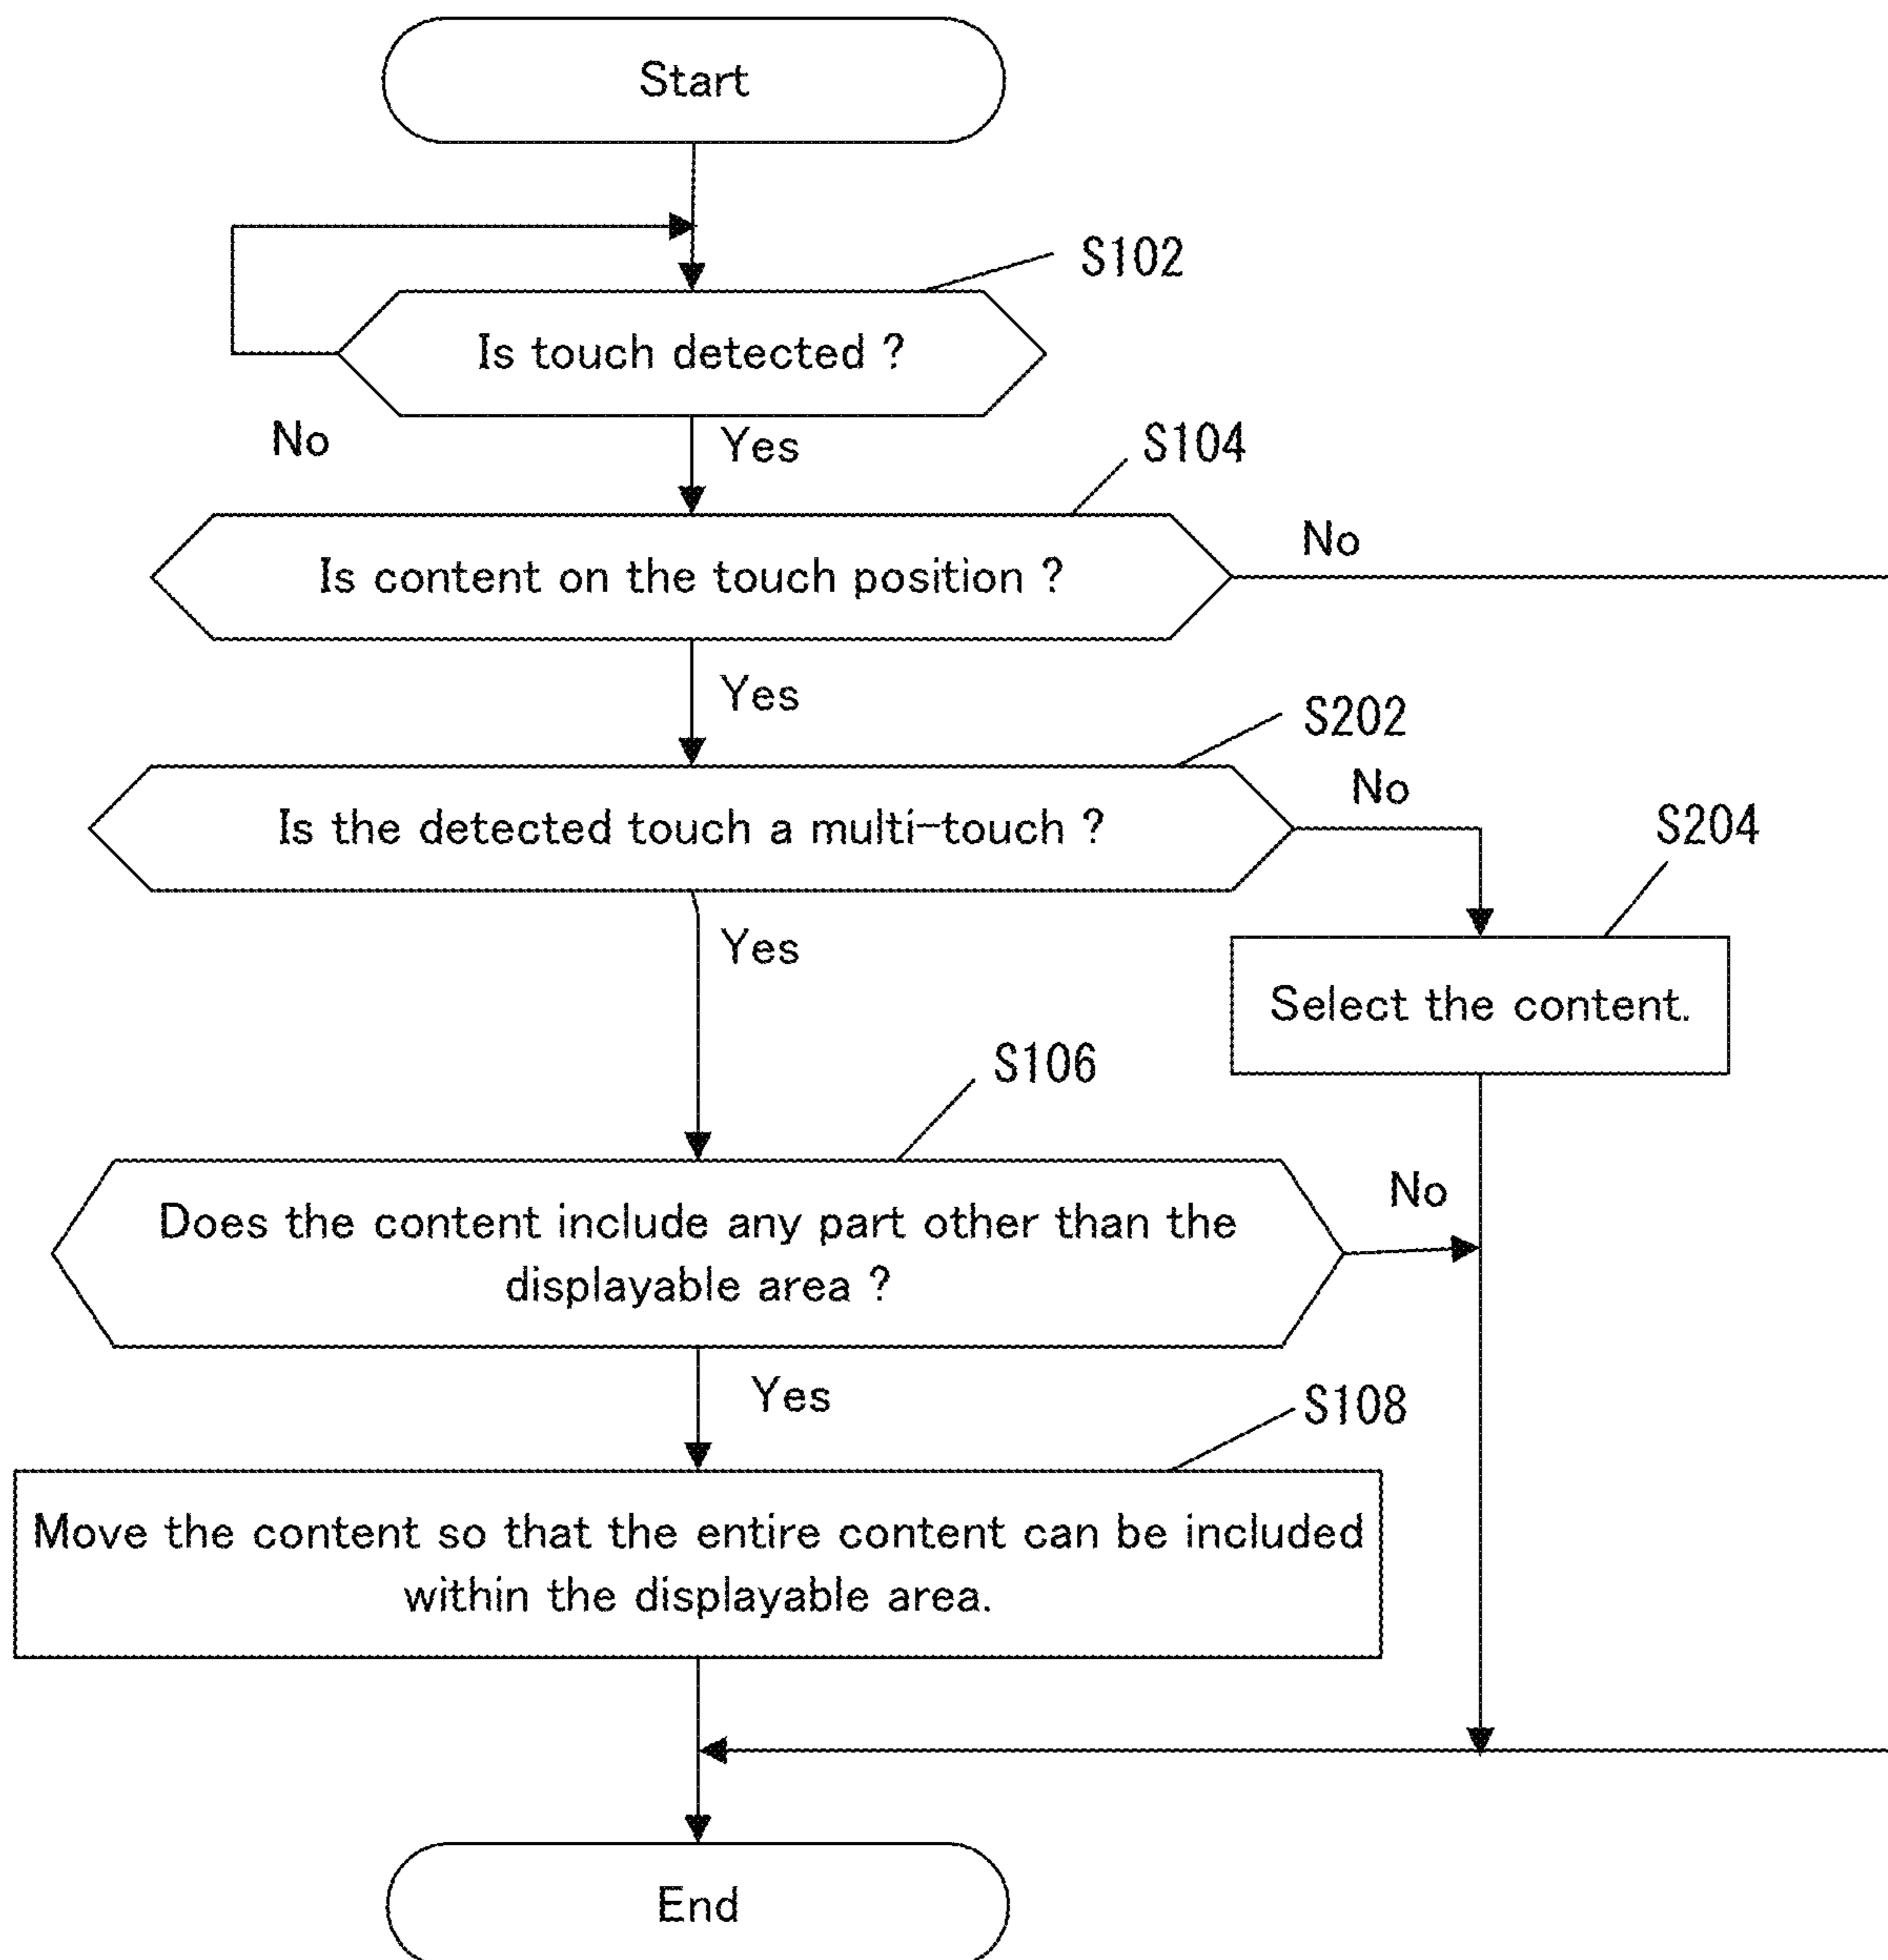 Start
S102
Is touch detected ?
No
Yes
S104
Is content on the touch position ?
No
Yes
S202
Is the detected touch a multi-touch ?
No
S204
Yes
Select the content.
S106
Does the content include any part other than the
displayable area ?
No
Yes
S108
Move the content so that the entire content can be included
within the displayable area.
End